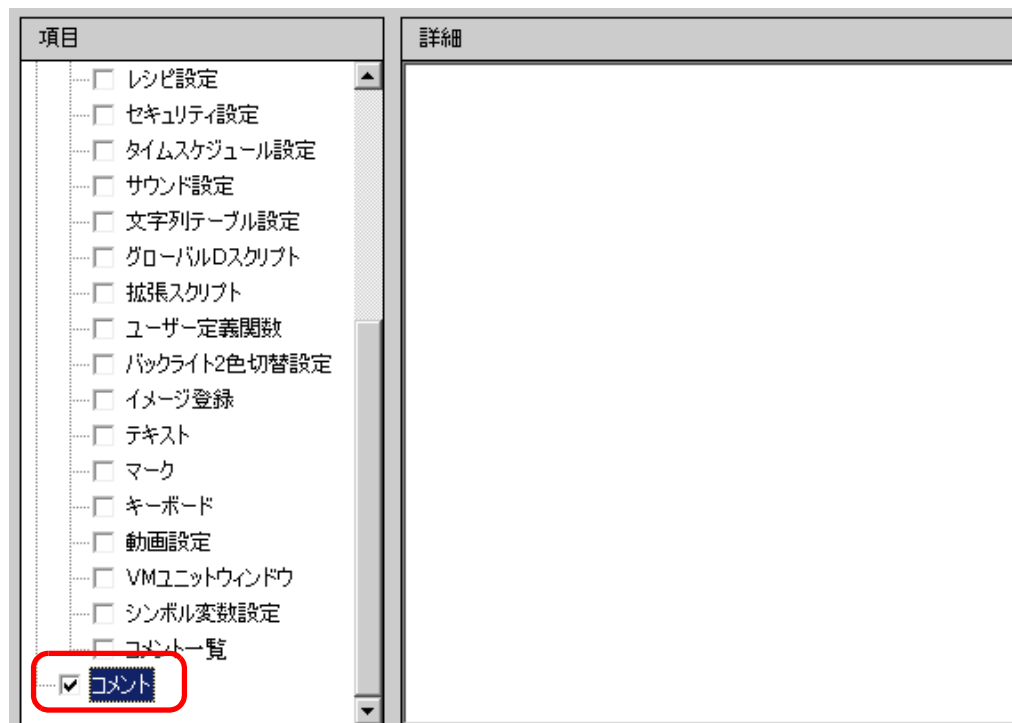 項目
詳細
レシピ設定
セキュリティ設定
タイムスケジュール設定
サウンド設定
文字列テーブル設定
グローバルDスクリプト
拡張スクリプト
ユーザー定義関数
バックライト2色切替設定
イメージ登録
テキスト
マーク
キーボード
動画設定
VMユニットウィンドウ
シンボル変数設定
コメント一覧
コメント